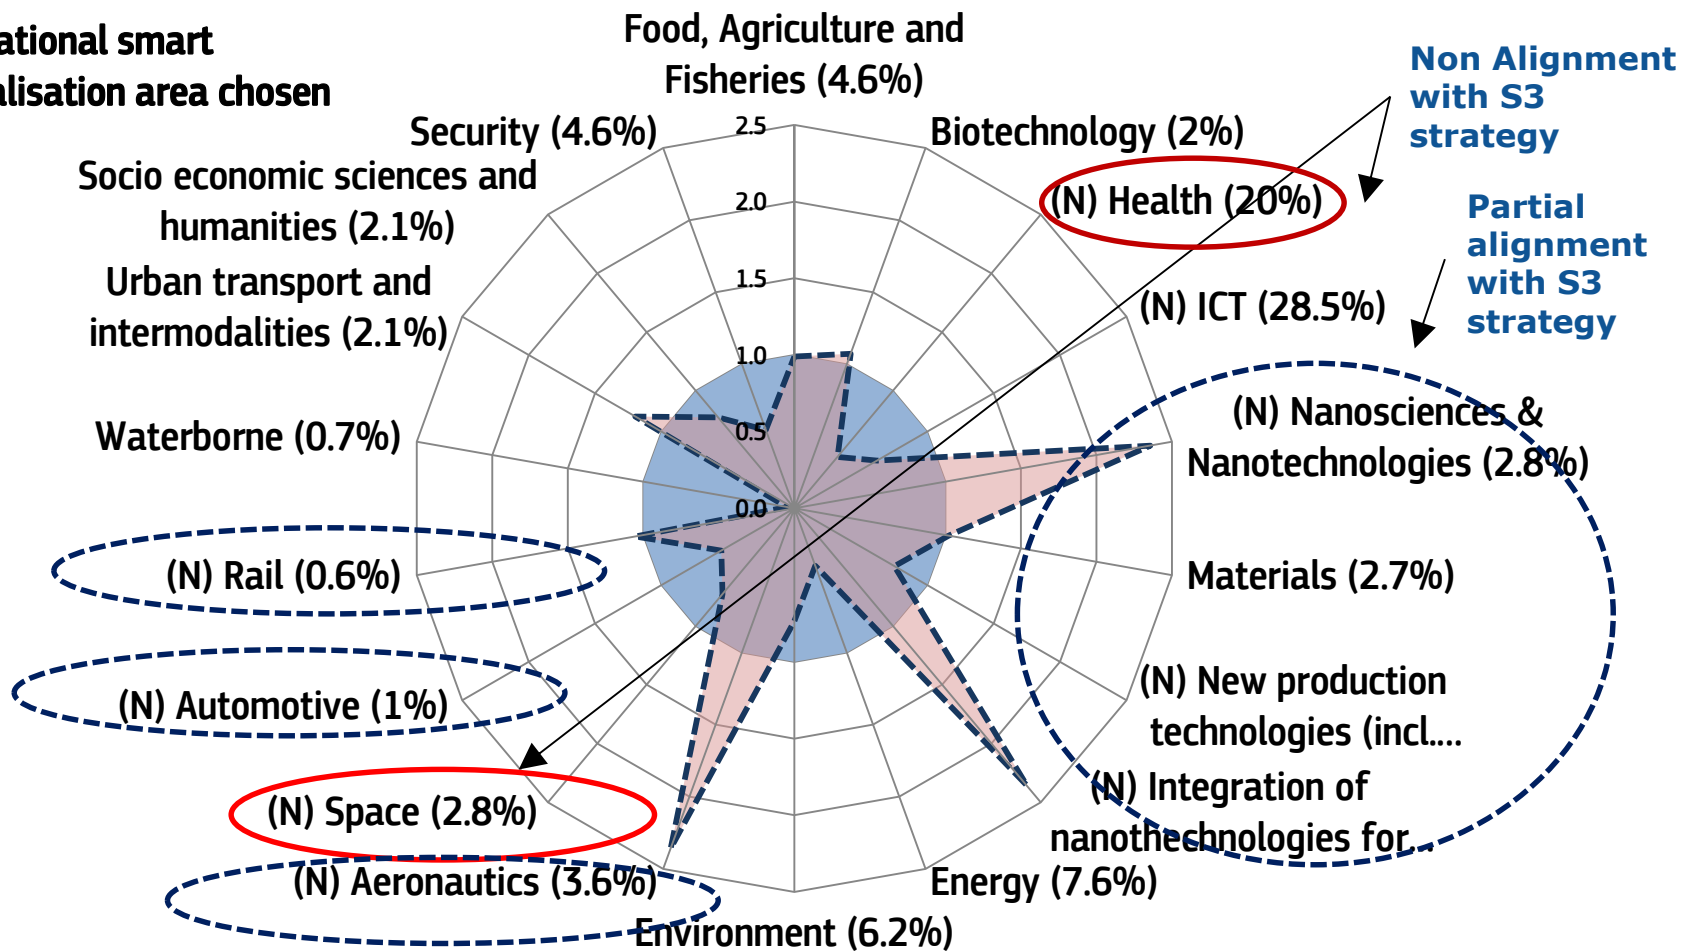 ational smart
alisation area chosen
Food, Agriculture and
Fisheries (4.6%)
Non Alignment
with S3
strategy
Security (4.6%)
2.5
Biotechnology (2%)
Socio economic sciences and
humanities (2.1%)
2.0
(N) Health (20%)
Partial
alignment
with S3
strategy
Urban transport and
intermodalities (2.1%)
1.5
(N) ICT (28.5%)
1.0
(N) Nanosciences &
Nanotechnologies (2.8%)
Waterborne (0.7%)
0.5
0.0
(N) Rail (0.6%)
Materials (2.7%)
(N) Automotive (1%)
(N) New production
technologies (incl....
(N) Space (2.8%)
(N) Integration of
nanothechnologies for...
(N) Aeronautics (3.6%)
Energy (7.6%)
Environment (6.2%)